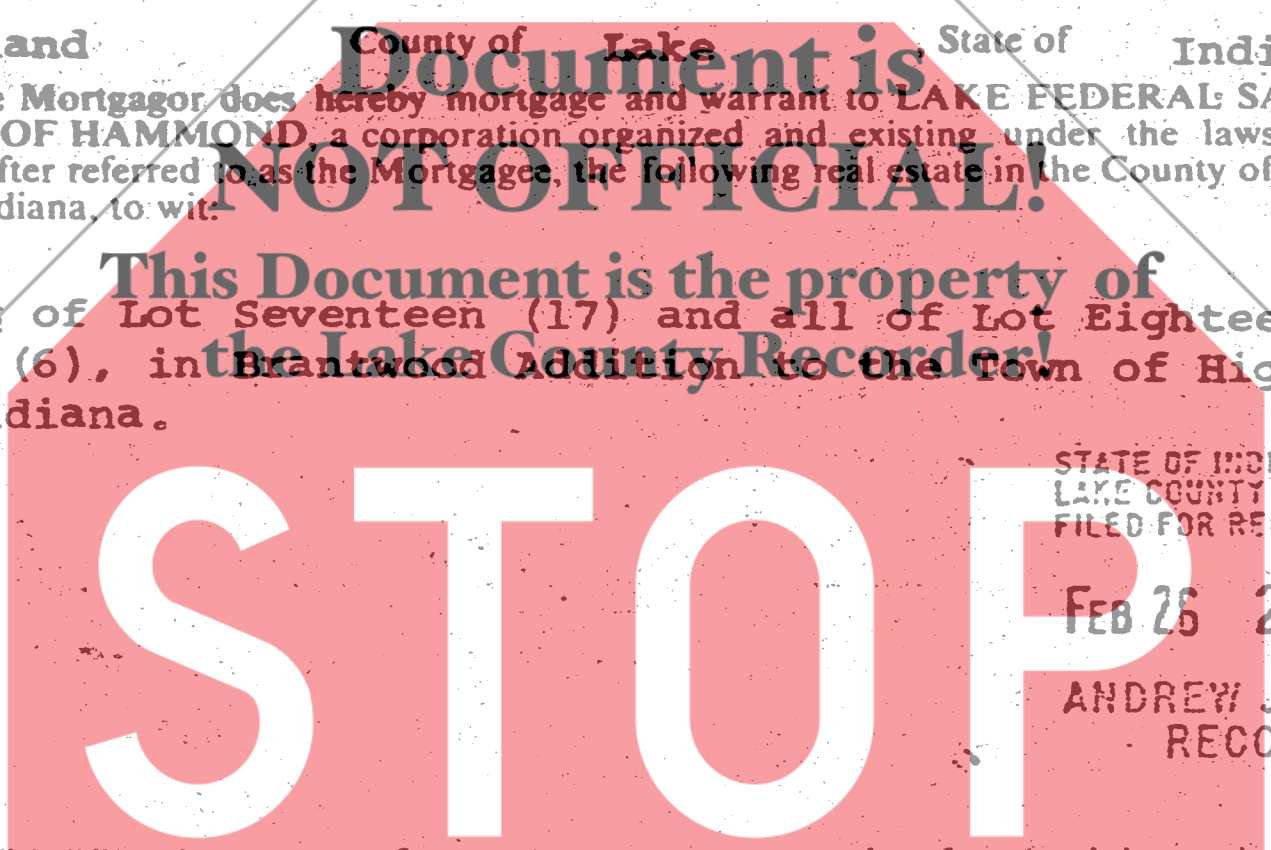 land County of Lake, State of Indi
Document is
e Mortgagor does hereby mortgage and warrant to LAKE FEDERAL SA
OF HAMMOND, a corporation organized and existing under the laws
NOT OFFICIAL!
fter referred to as the Mortgagee, the following real estate in the County of
diana, to wit:
This Document is the property of
of Lot Seventeen (17) and all of Lot Eightee
the Lake County Recorder!
(6), in Brantwood Addition to the Town of Hig
diana.
STATE OF INDI
LAKE COUNTY
FILED FOR RE
STOP
FEB 26 2
ANDREW J
RECO